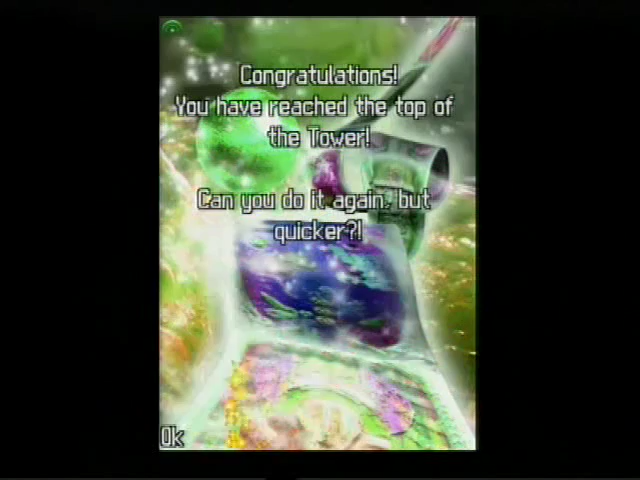 Congratulations!
You have reached the top of
the Tower!
Can you do it again, but
quicker?!
Ok